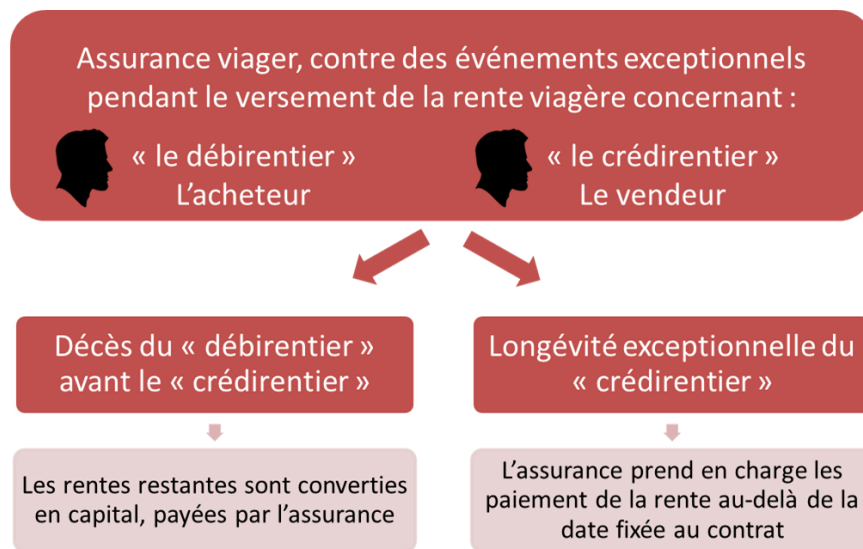 Assurance viager, contre des événements exceptionnels
pendant le versement de la rente viagère concernant :
« le débirentier »
L’acheteur
« le crédirentier »
Le vendeur
Décès du « débirentier »
avant le « crédirentier »
Longévité exceptionnelle du
« crédirentier »
Les rentes restantes sont converties
en capital, payées par l’assurance
L’assurance prend en charge les
paiement de la rente au-delà de la
date fixée au contrat